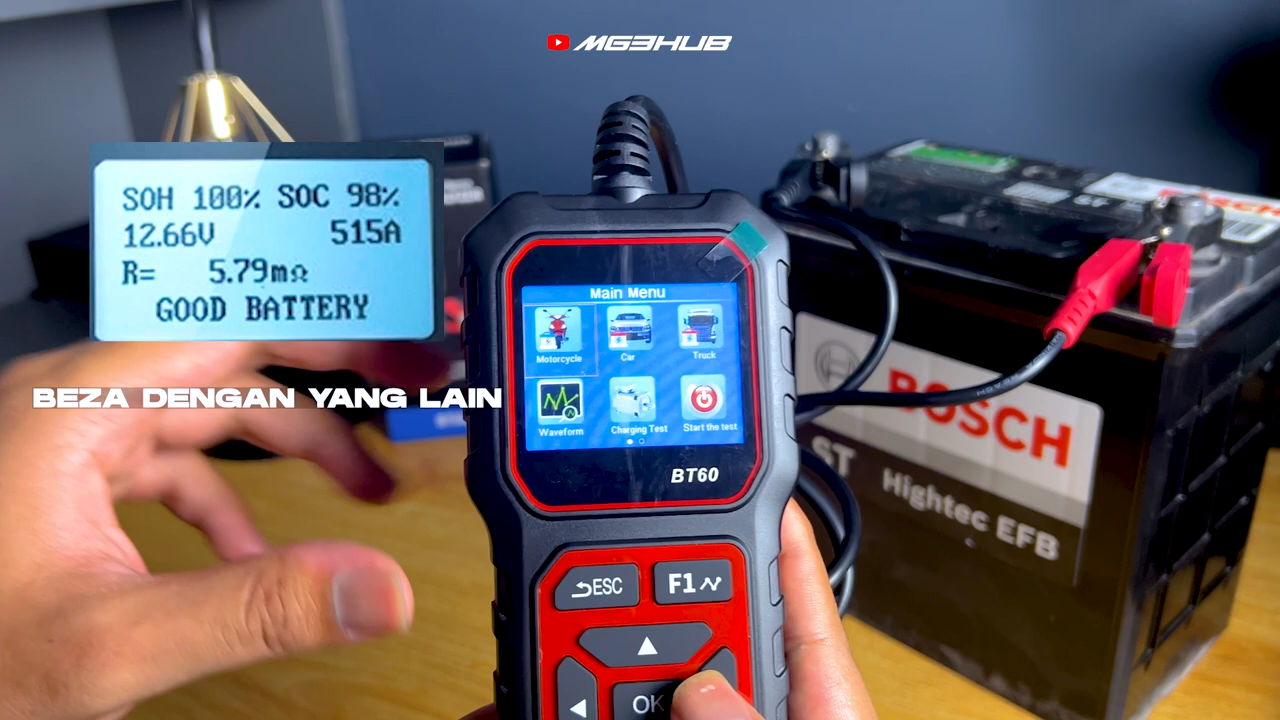 MG3HUB
SOH 100% SOC 98%
12.66V 515A
R= 5.79mΩ
GOOD BATTERY
BEZA DENGAN YANG LAIN
Main Menu
Motorcycle Car Truck
Waveform Charging Test Start the test
BT60
ESC F1
OK
BOSCH
ST
Hightec EFB